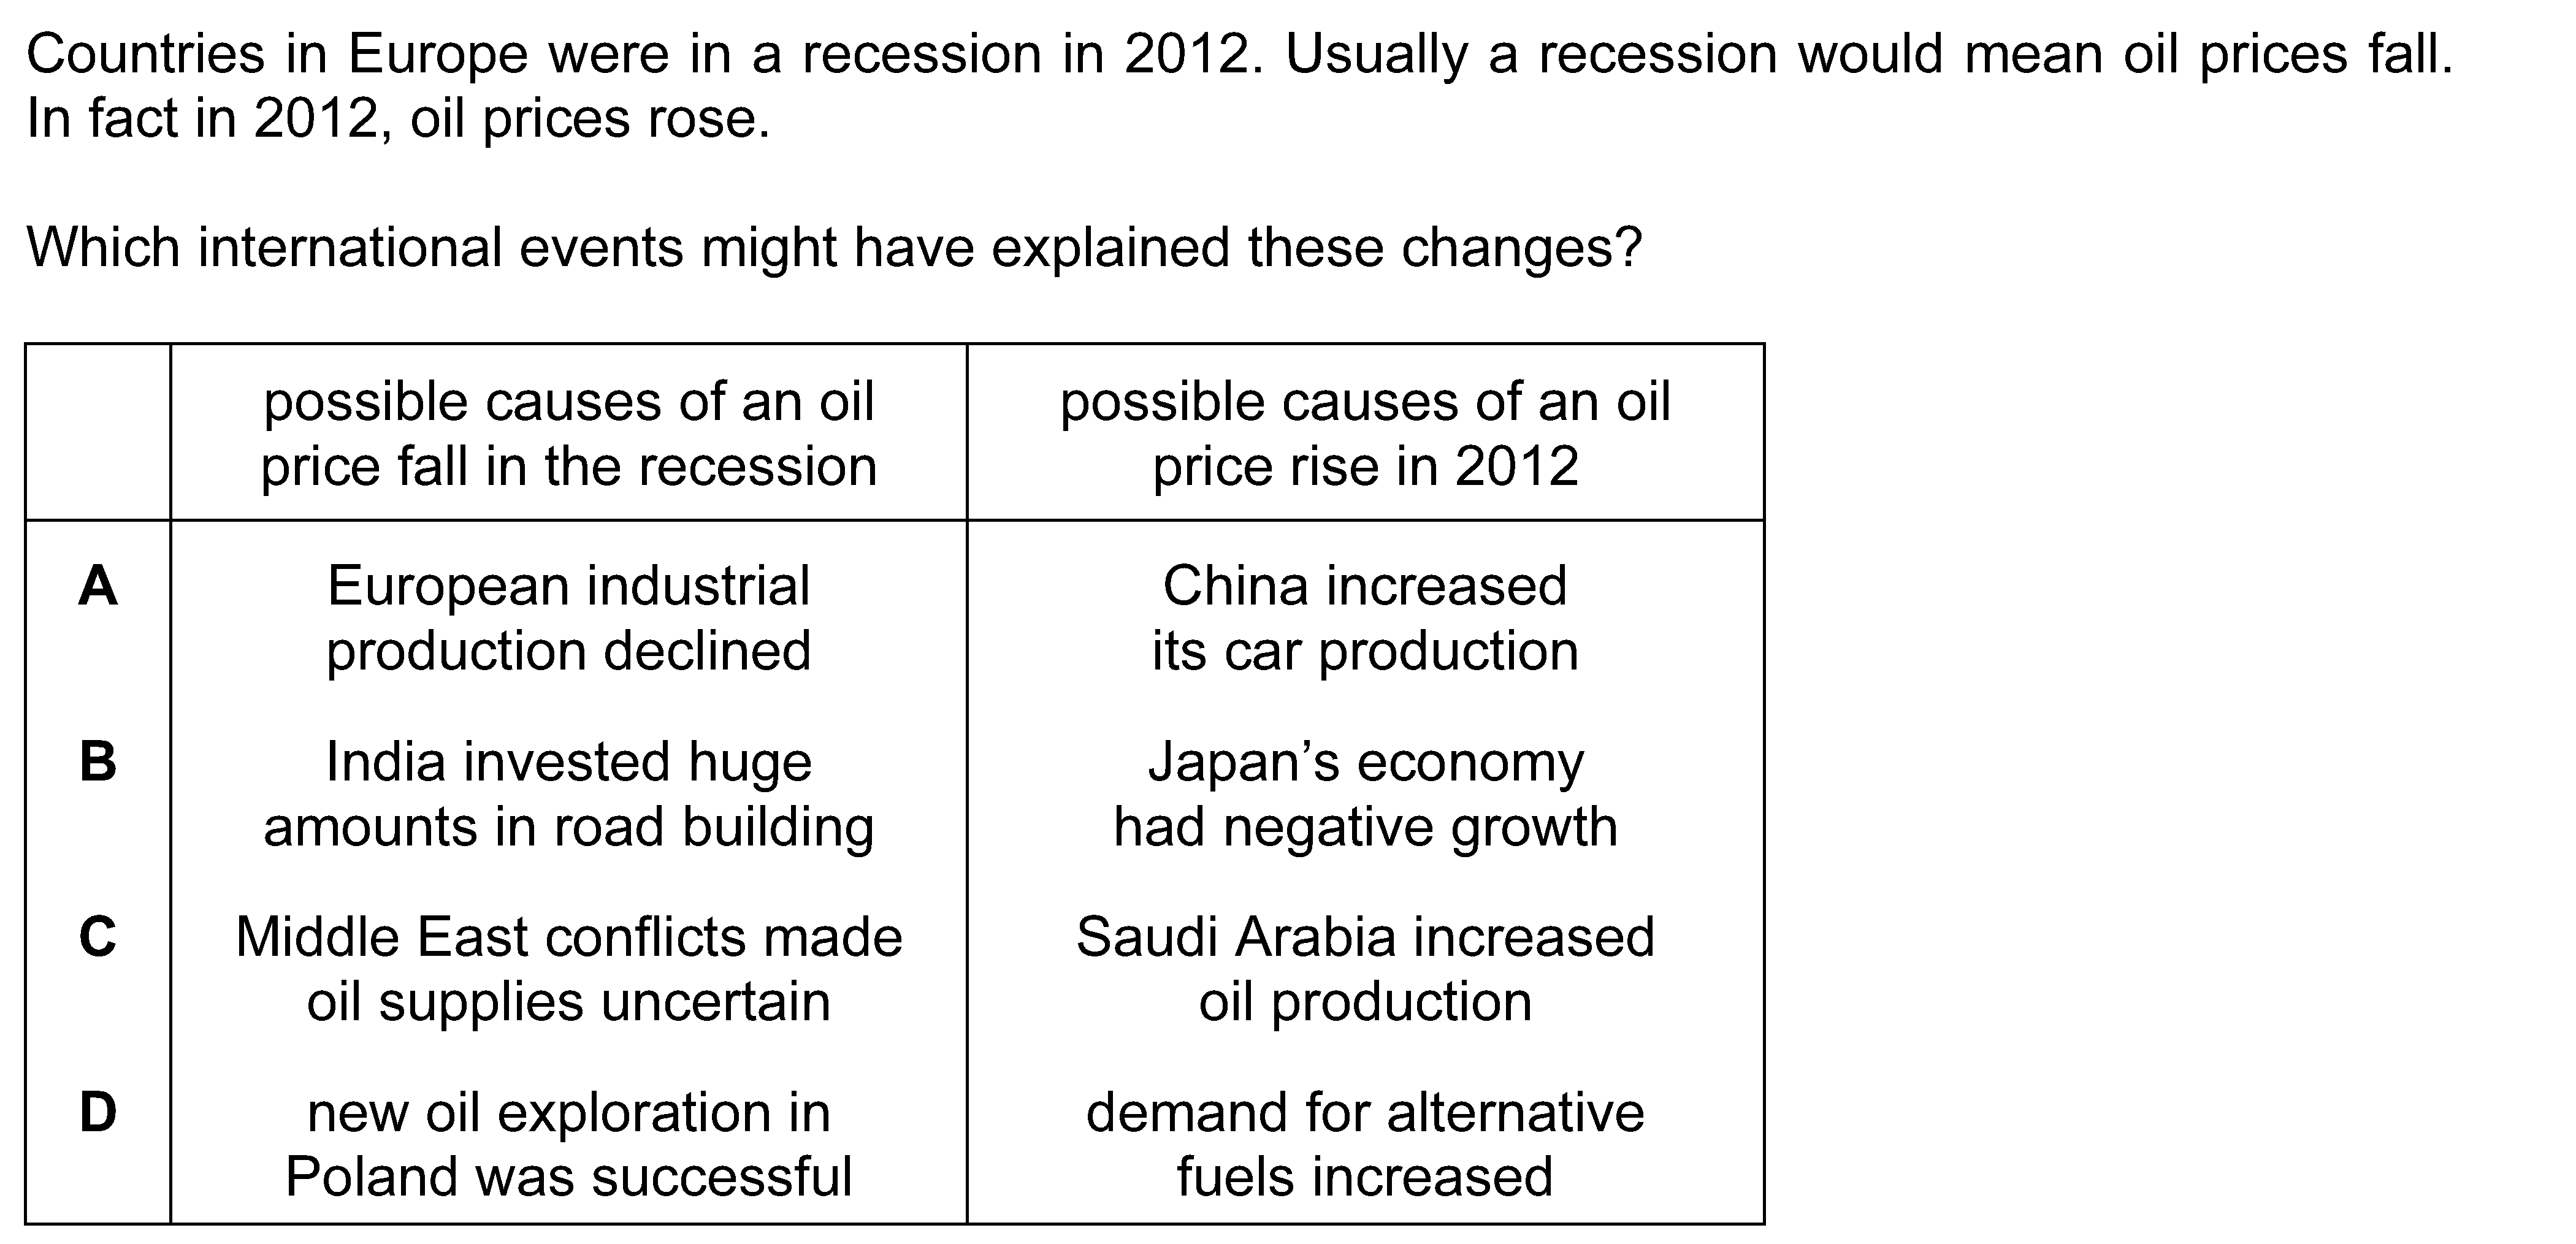 Countries in Europe were in a recession in 2012. Usually a recession would mean oil prices fall.
In fact in 2012, oil prices rose.
Which international events might have explained these changes?
possible causes of an oil
price fall in the recession
possible causes of an oil
price rise in 2012
A
European industrial
production declined
China increased
its car production
B
India invested huge
amounts in road building
Japan’s economy
had negative growth
C
Middle East conflicts made
oil supplies uncertain
Saudi Arabia increased
oil production
D
new oil exploration in
Poland was successful
demand for alternative
fuels increased